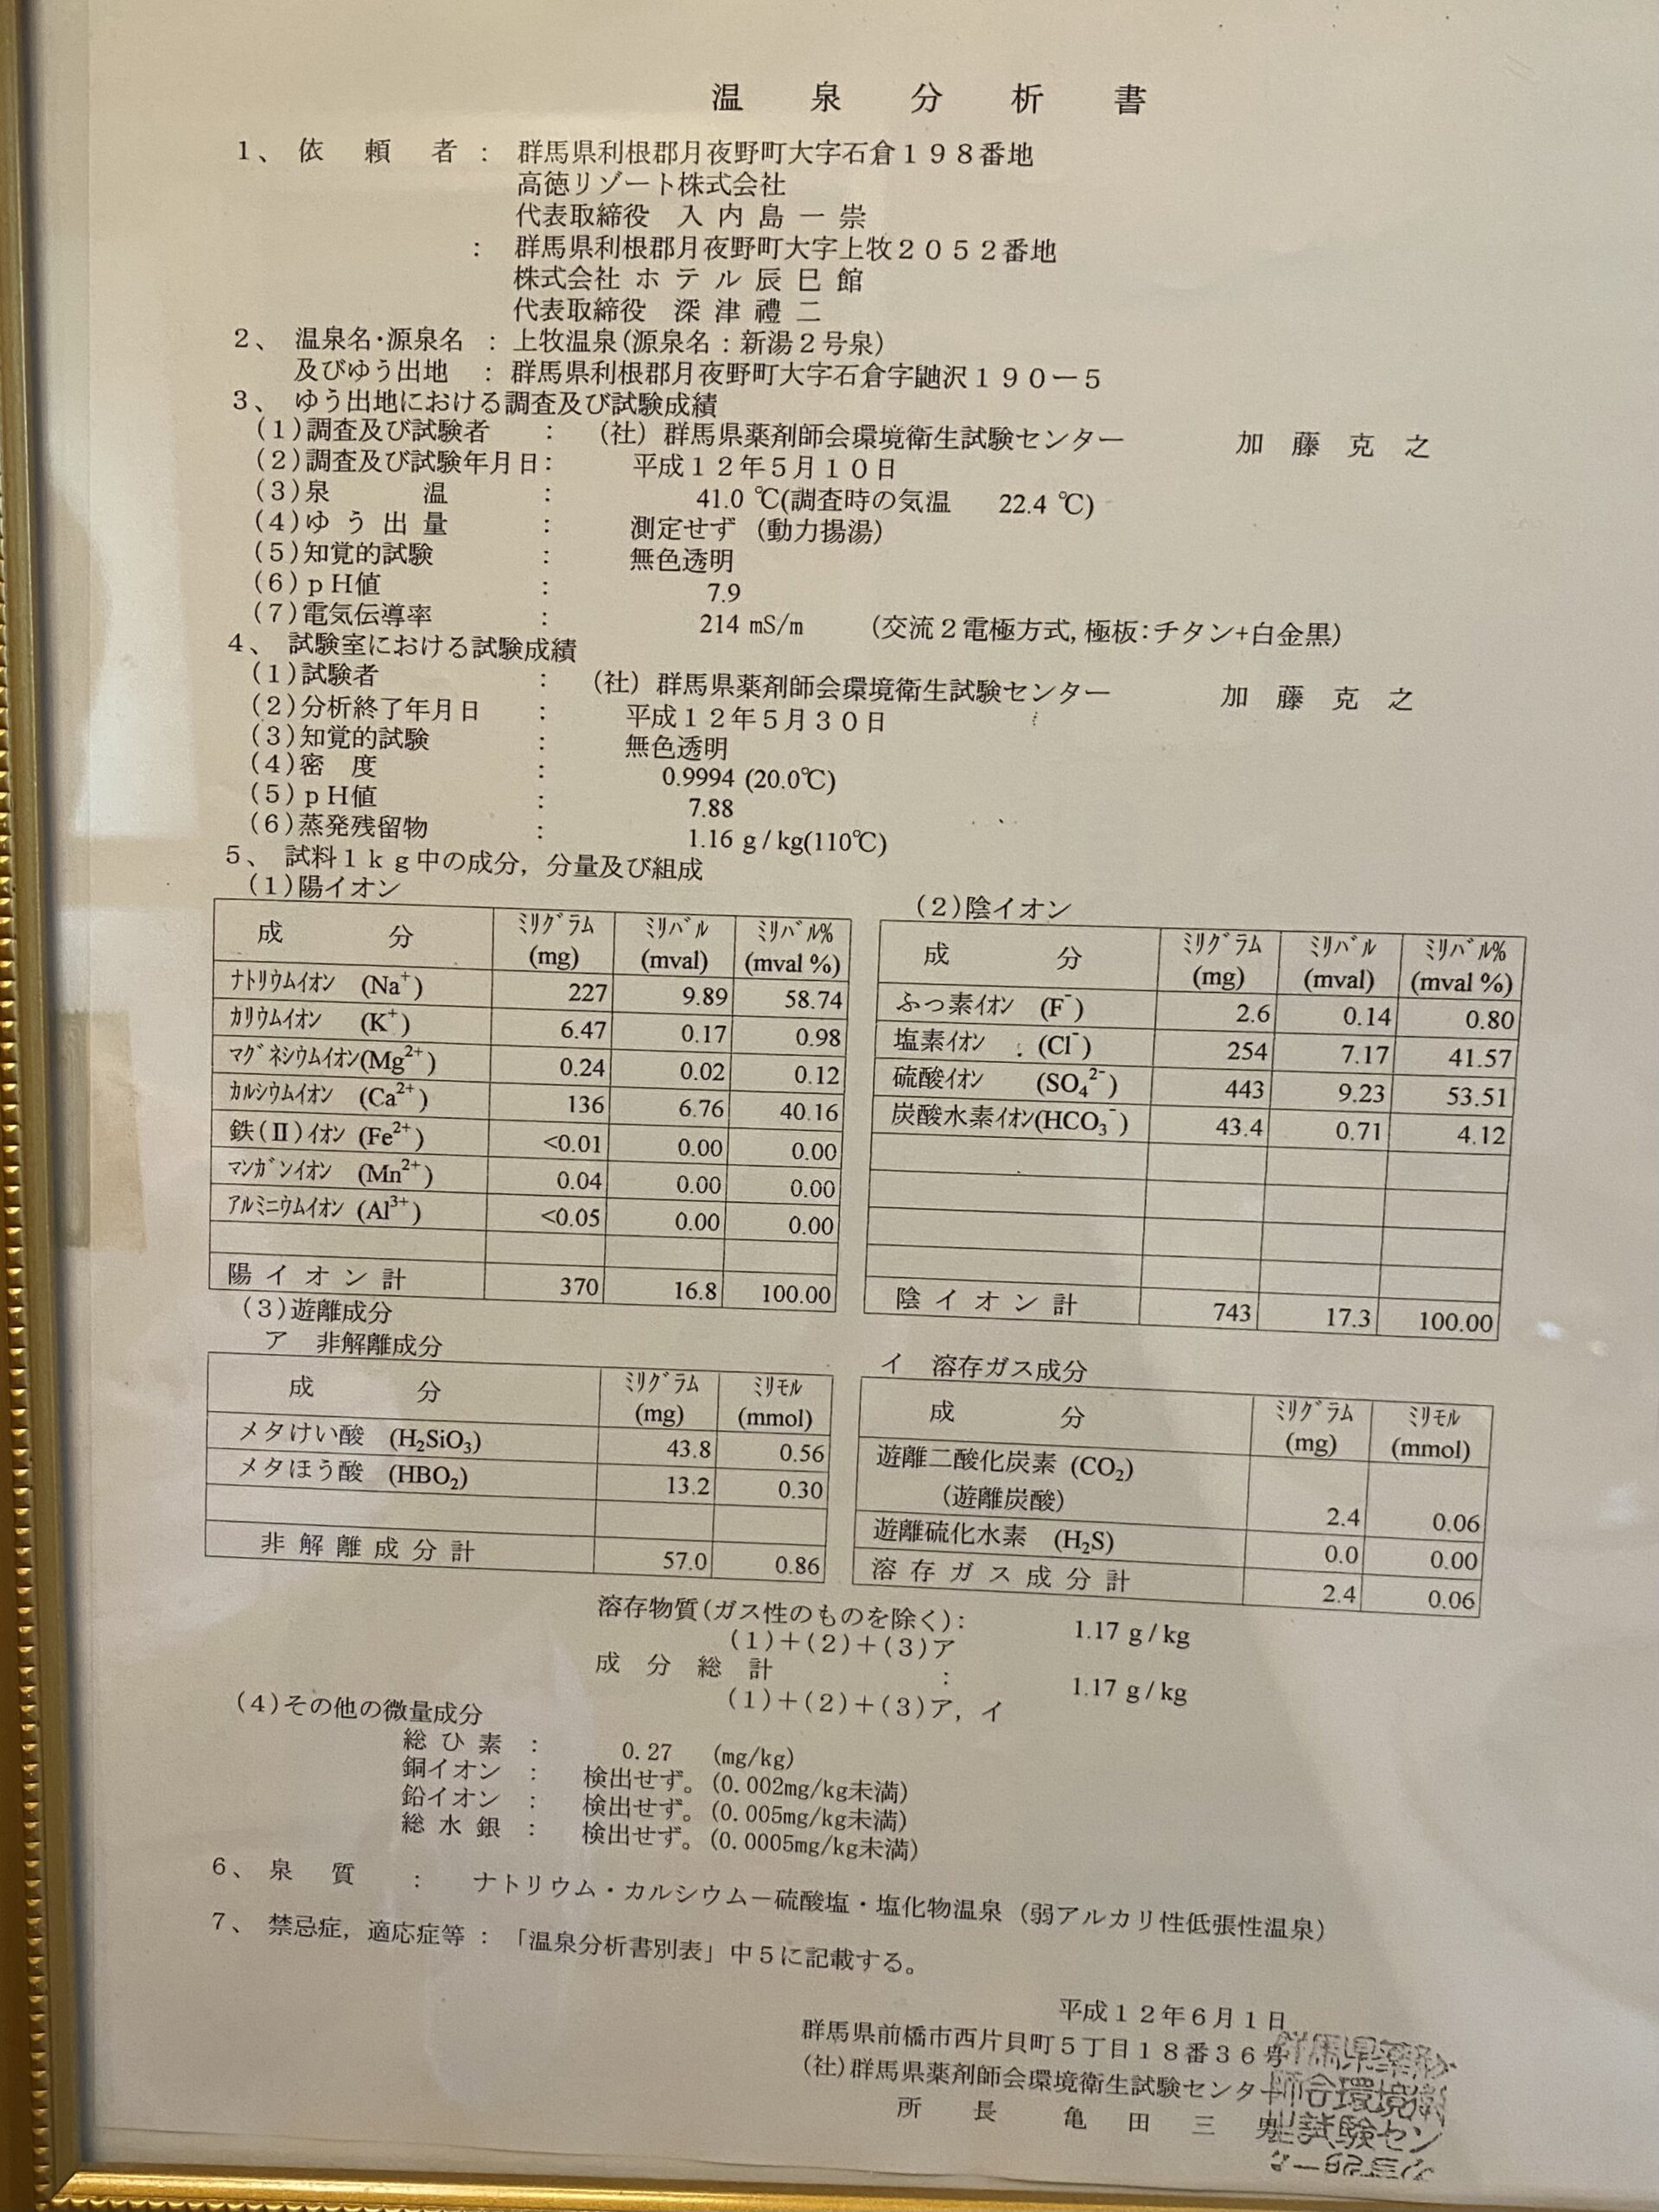 温泉分析書
1、依頼者 : 群馬県利根郡月夜野町大字石倉198番地
高徳リゾート株式会社
代表取締役 入内島一崇
: 群馬県利根郡月夜野町大字上牧2052番地
株式会社ホテル辰巳館
代表取締役 深津禮二
2、温泉名・源泉名 : 上牧温泉(源泉名:新湯2号泉)
及びゆう出地 : 群馬県利根郡月夜野町大字石倉字鼬沢190ー5
3、ゆう出地における調査及び試験成績
(1)調査及び試験者 : (社)群馬県薬剤師会環境衛生試験センター 加藤克之
(2)調査及び試験年月日: 平成12年5月10日
(3)泉温 : 41.0 ℃(調査時の気温 22.4 ℃)
(4)ゆう出量 : 測定せず (動力揚湯)
(5)知覚的試験 : 無色透明
(6)pH値 : 7.9
(7)電気伝導率 : 214 mS/m (交流2電極方式,極板:チタン+白金黒)
4、試験室における試験成績
(1)試験者 : (社)群馬県薬剤師会環境衛生試験センター 加藤克之
(2)分析終了年月日 : 平成12年5月30日
(3)知覚的試験 : 無色透明
(4)密度 : 0.9994 (20.0℃)
(5)pH値 : 7.88
(6)蒸発残留物 : 1.16 g/kg(110℃)
5、試料1kg中の成分,分量及び組成
(1)陽イオン
成分 ミリグラム(mg) ミリバル(mval) ミリバル%(mval %)
ナトリウムイオン (Na⁺) 227 9.89 58.74
カリウムイオン (K⁺) 6.47 0.17 0.98
マグネシウムイオン(Mg²⁺) 0.24 0.02 0.12
カルシウムイオン (Ca²⁺) 136 6.76 40.16
鉄(Ⅱ)イオン (Fe²⁺) <0.01 0.00 0.00
マンガンイオン (Mn²⁺) 0.04 0.00 0.00
アルミニウムイオン (Al³⁺) <0.05 0.00 0.00
陽イオン計 370 16.8 100.00
(2)陰イオン
成分 ミリグラム(mg) ミリバル(mval) ミリバル%(mval %)
ふっ素イオン (F⁻) 2.6 0.14 0.80
塩素イオン (Cl⁻) 254 7.17 41.57
硫酸イオン (SO₄²⁻) 443 9.23 53.51
炭酸水素イオン(HCO₃⁻) 43.4 0.71 4.12
陰イオン計 743 17.3 100.00
(3)遊離成分
ア 非解離成分
成分 ミリグラム(mg) ミリモル(mmol)
メタけい酸 (H₂SiO₃) 43.8 0.56
メタほう酸 (HBO₂) 13.2 0.30
非解離成分計 57.0 0.86
イ 溶存ガス成分
成分 ミリグラム(mg) ミリモル(mmol)
遊離二酸化炭素 (CO₂)
(遊離炭酸) 2.4 0.06
遊離硫化水素 (H₂S) 0.0 0.00
溶存ガス成分計 2.4 0.06
溶存物質(ガス性のものを除く): 1.17 g/kg
(1)+(2)+(3)ア
成分総計 : 1.17 g/kg
(1)+(2)+(3)ア,イ
(4)その他の微量成分
総ひ素 : 0.27 (mg/kg)
銅イオン : 検出せず。(0.002mg/kg未満)
鉛イオン : 検出せず。(0.005mg/kg未満)
総水銀 : 検出せず。(0.0005mg/kg未満)
6、泉質 : ナトリウム・カルシウムー硫酸塩・塩化物温泉 (弱アルカリ性低張性温泉)
7、禁忌症,適応症等 : 「温泉分析書別表」中5に記載する。
平成12年6月1日
群馬県前橋市西片貝町5丁目18番36号
(社)群馬県薬剤師会環境衛生試験センター
所長 亀田三男